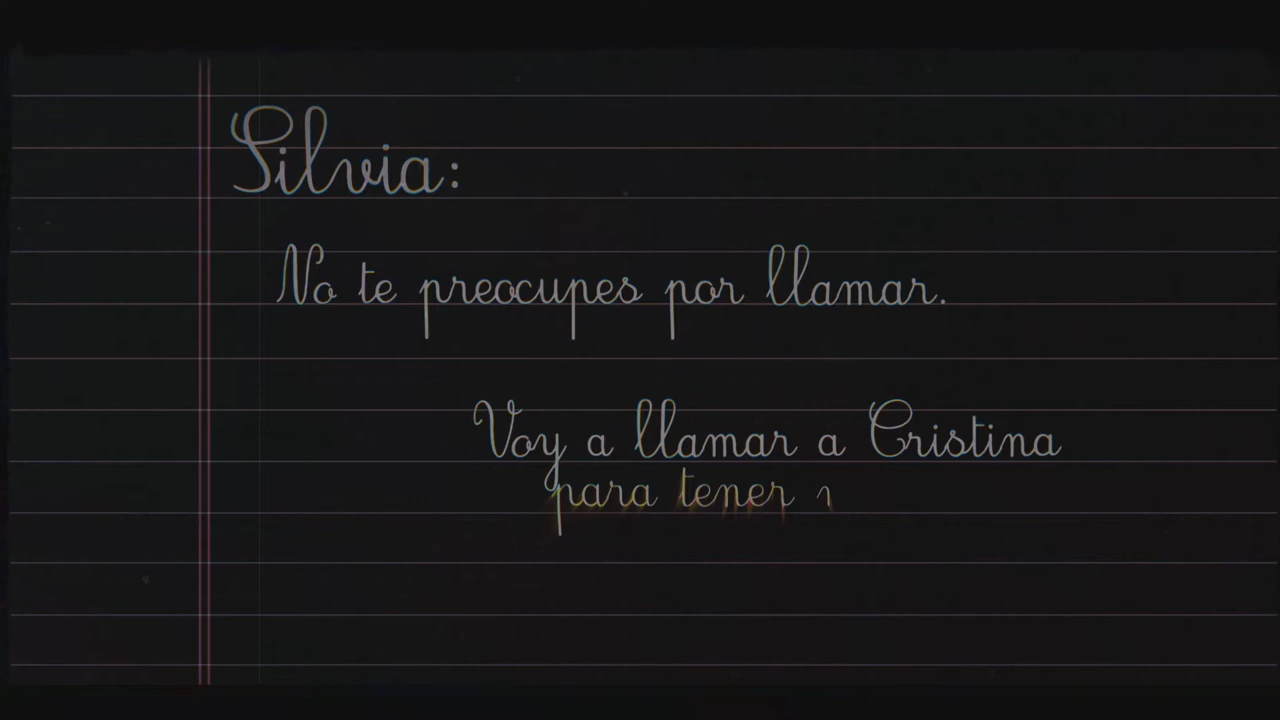 Silvia:
No te preocupes por llamar.
Voy a llamar a Cristina
para tener